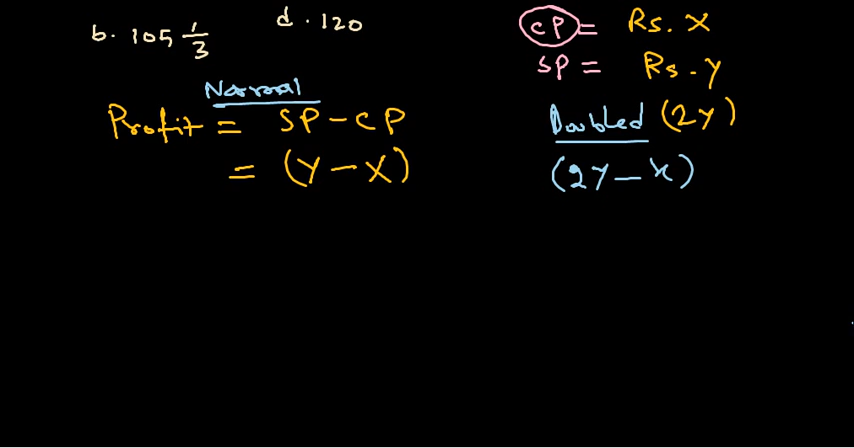 b. 105 1/3
d. 120
CP = Rs. X
SP = Rs. Y
Normal
Profit = SP - CP
= (Y - X)
Doubled (2Y)
(2Y - X)